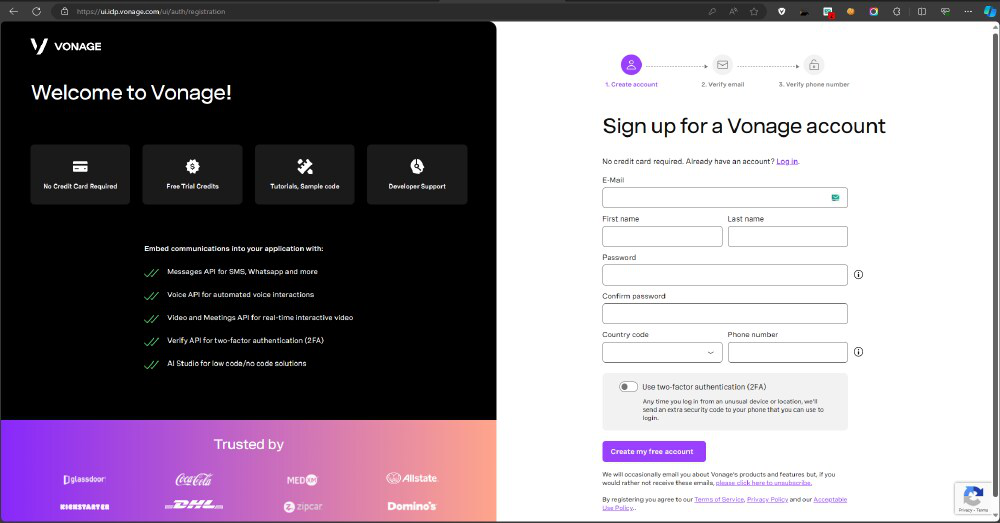 https://ui.idp.vonage.com/ui/auth/registration
VONAGE
Welcome to Vonage!
No Credit Card Required
Free Trial Credits
Tutorials, Sample code
Developer Support
Embed communications into your application with:
Messages API for SMS, Whatsapp and more
Voice API for automated voice interactions
Video and Meetings API for real-time interactive video
Verify API for two-factor authentication (2FA)
AI Studio for low code/no code solutions
Trusted by
glassdoor
Coca-Cola
MED
Allstate.
KICKSTARTER
DHL
zipcar
Domino's
1. Create account
2. Verify email
3. Verify phone number
Sign up for a Vonage account
No credit card required. Already have an account? Log in.
E-Mail
First name
Last name
Password
Confirm password
Country code
Phone number
Use two-factor authentication (2FA)
Any time you log in from an unusual device or location, we'll
send an extra security code to your phone that you can use to
login.
Create my free account
We will occasionally email you about Vonage's products and features but, if you
would rather not receive these emails, please click here to unsubscribe.
By registering you agree to our Terms of Service, Privacy Policy and our Acceptable
Use Policy..
Privacy - Terms